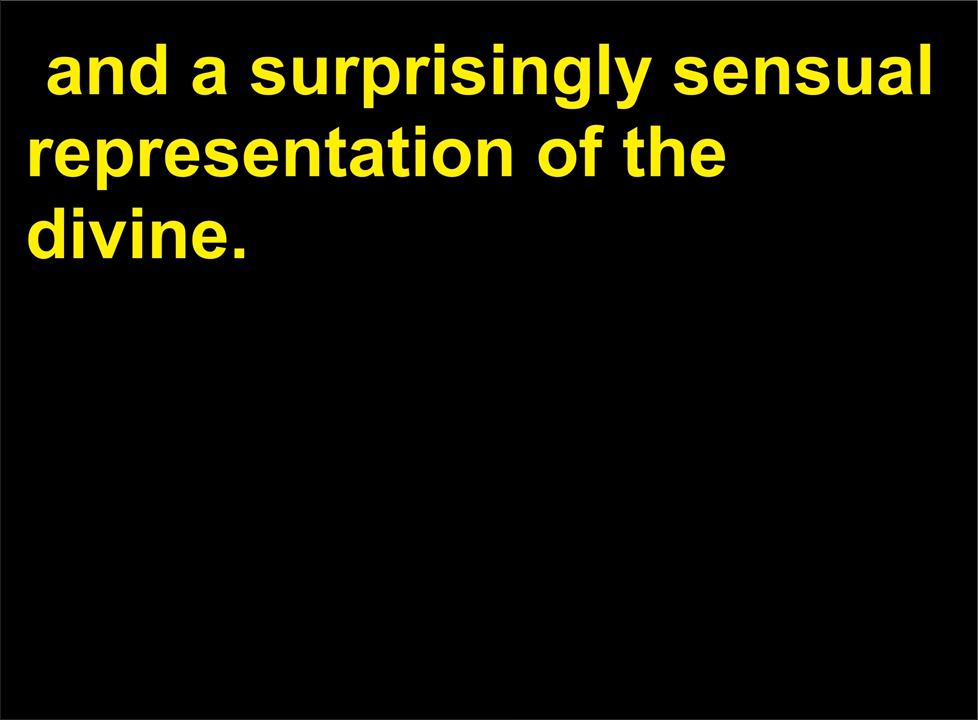 and a surprisingly sensual
representation of the
divine.